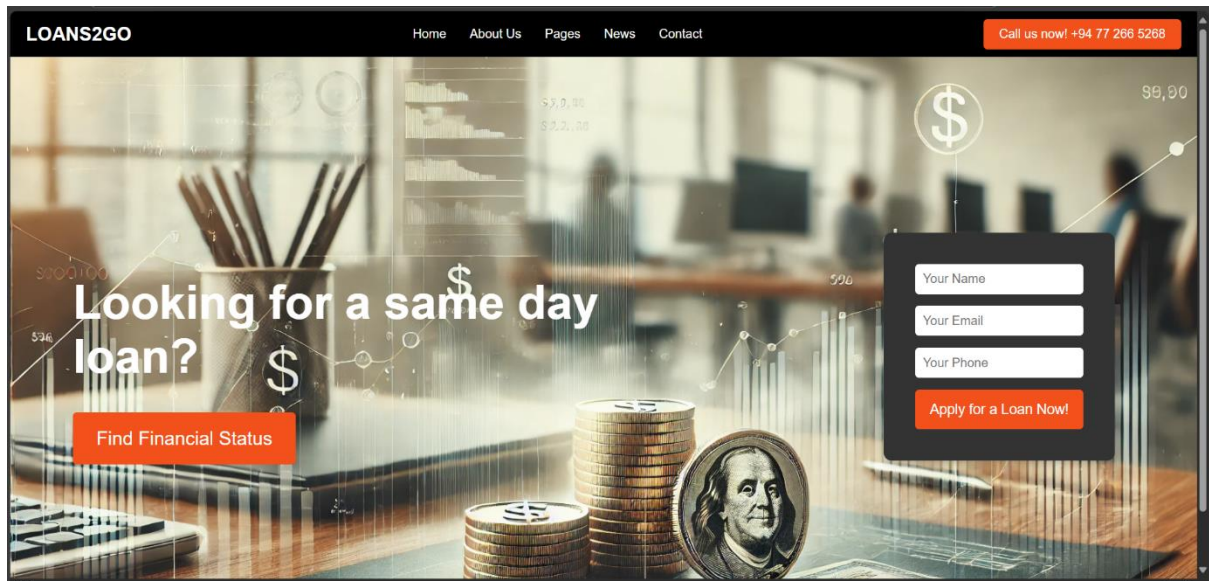 LOANS2GO
Home About Us Pages News Contact
Call us now! +94 77 266 5268
Looking for a same day
loan?
Find Financial Status
Your Name
Your Email
Your Phone
Apply for a Loan Now!